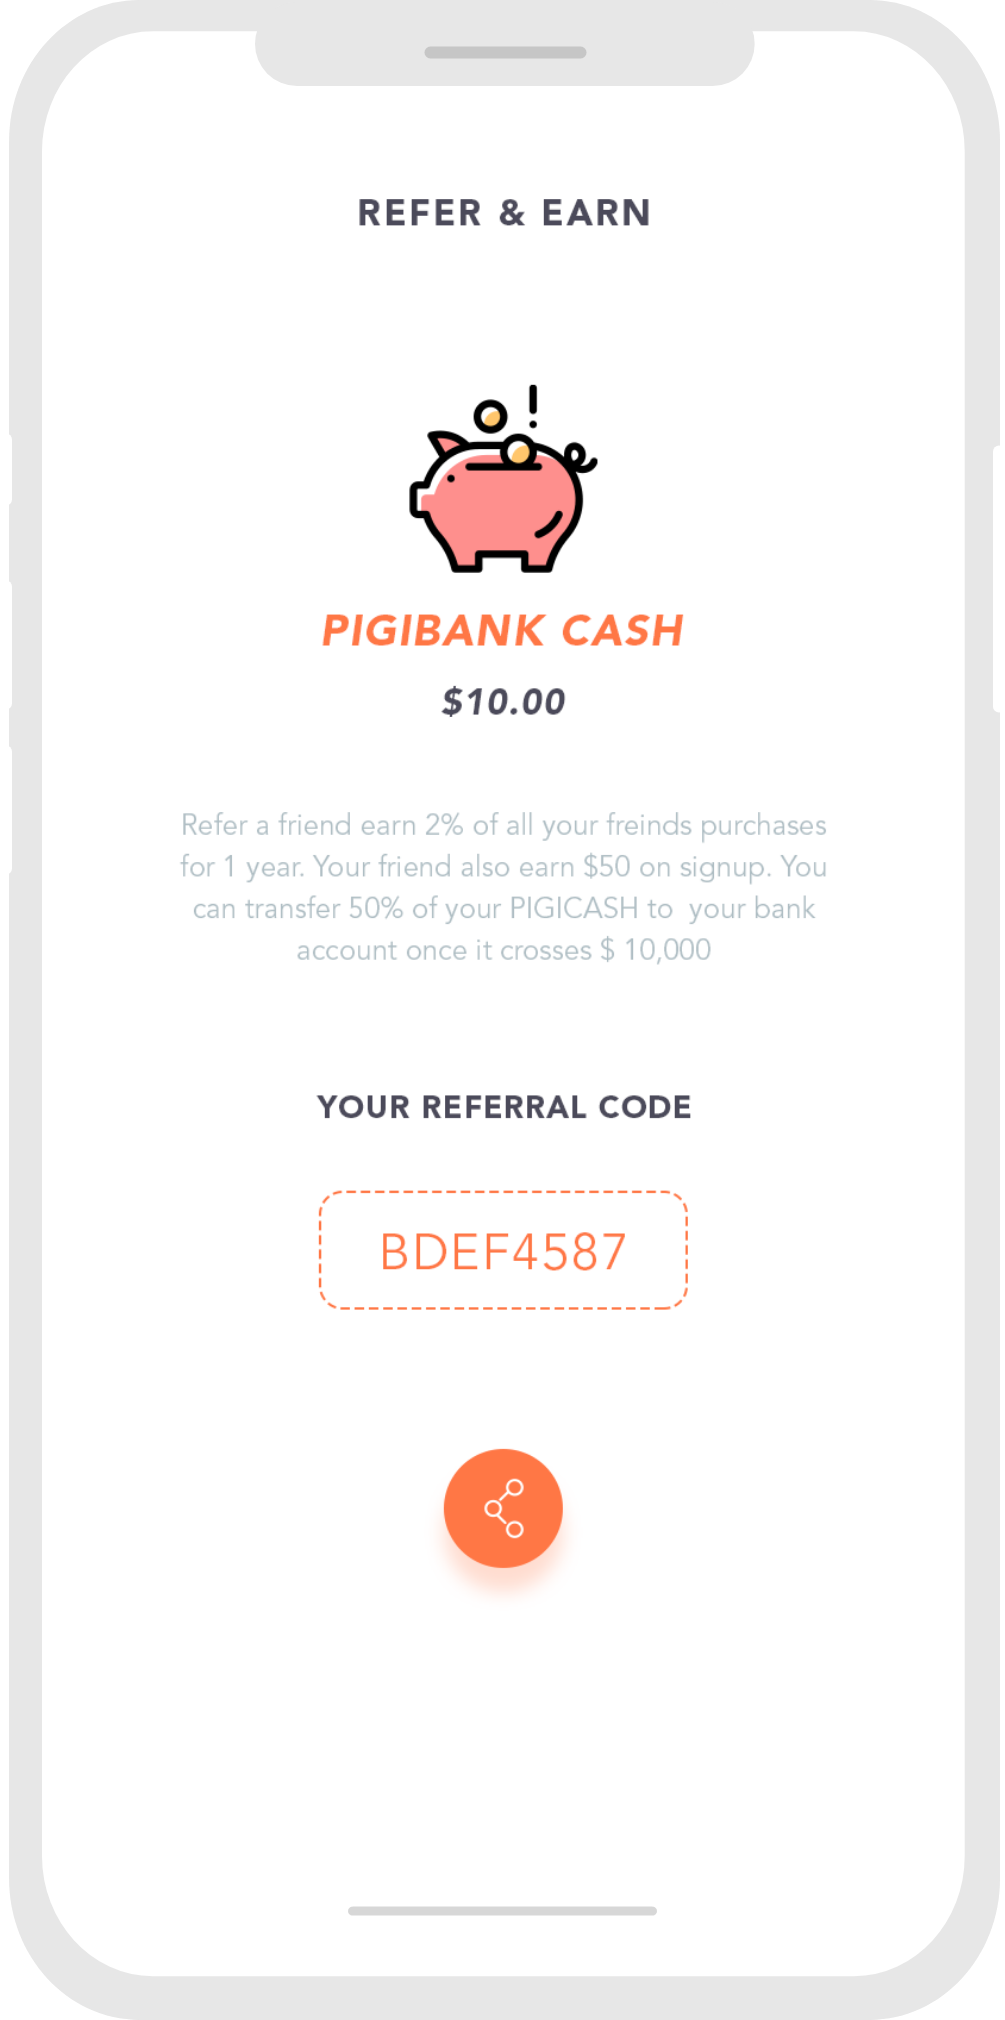 REFER & EARN
PIGIBANK CASH
$10.00
Refer a friend earn 2% of all your freinds purchases
for 1 year. Your friend also earn $50 on signup. You
can transfer 50% of your PIGICASH to  your bank
account once it crosses $ 10,000
YOUR REFERRAL CODE
BDEF4587